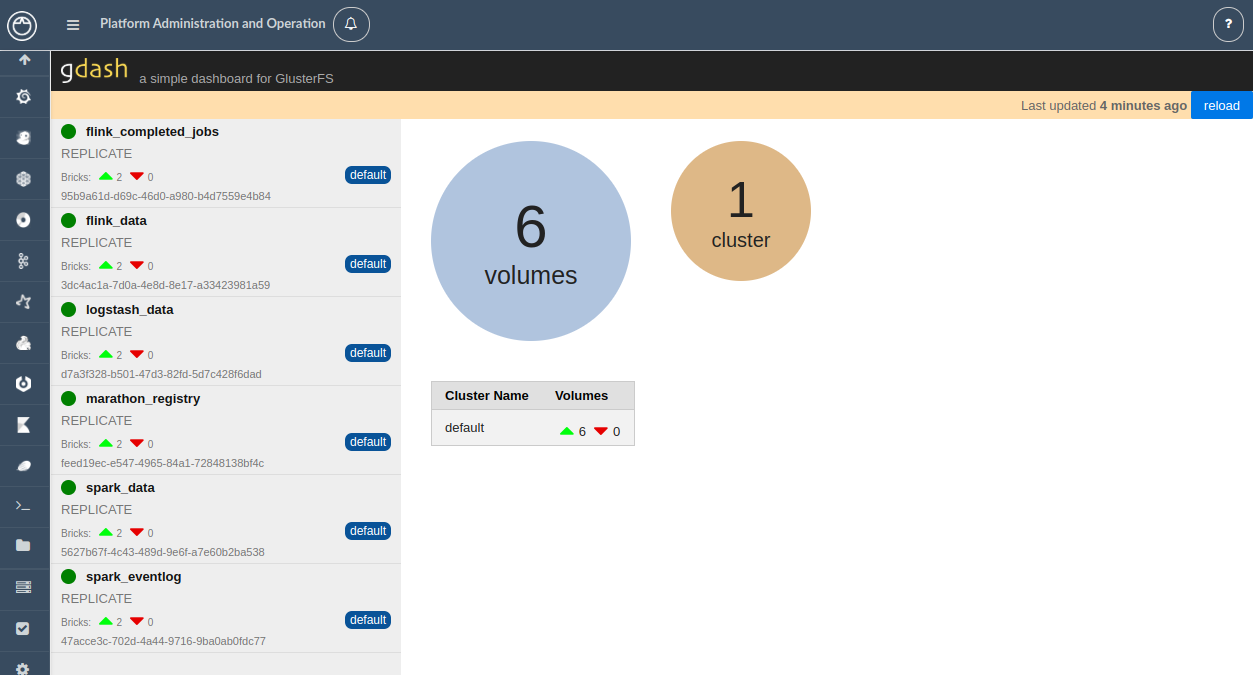 Platform Administration and Operation
?
gdash a simple dashboard for GlusterFS
Last updated 4 minutes ago reload
flink_completed_jobs
REPLICATE
Bricks: 2 0 default
95b9a61d-d69c-46d0-a980-b4d7559e4b84
flink_data
REPLICATE
Bricks: 2 0 default
3dc4ac1a-7d0a-4e8d-8e17-a33423981a59
logstash_data
REPLICATE
Bricks: 2 0 default
d7a3f328-b501-47d3-82fd-5d7c428f6dad
marathon_registry
REPLICATE
Bricks: 2 0 default
feed19ec-e547-4965-84a1-72848138bf4c
spark_data
REPLICATE
Bricks: 2 0 default
5627b67f-4c43-489d-9e6f-a7e60b2ba538
spark_eventlog
REPLICATE
Bricks: 2 0 default
47acce3c-702d-4a44-9716-9ba0ab0fdc77
6
volumes
1
cluster
Cluster Name Volumes
default 6 0